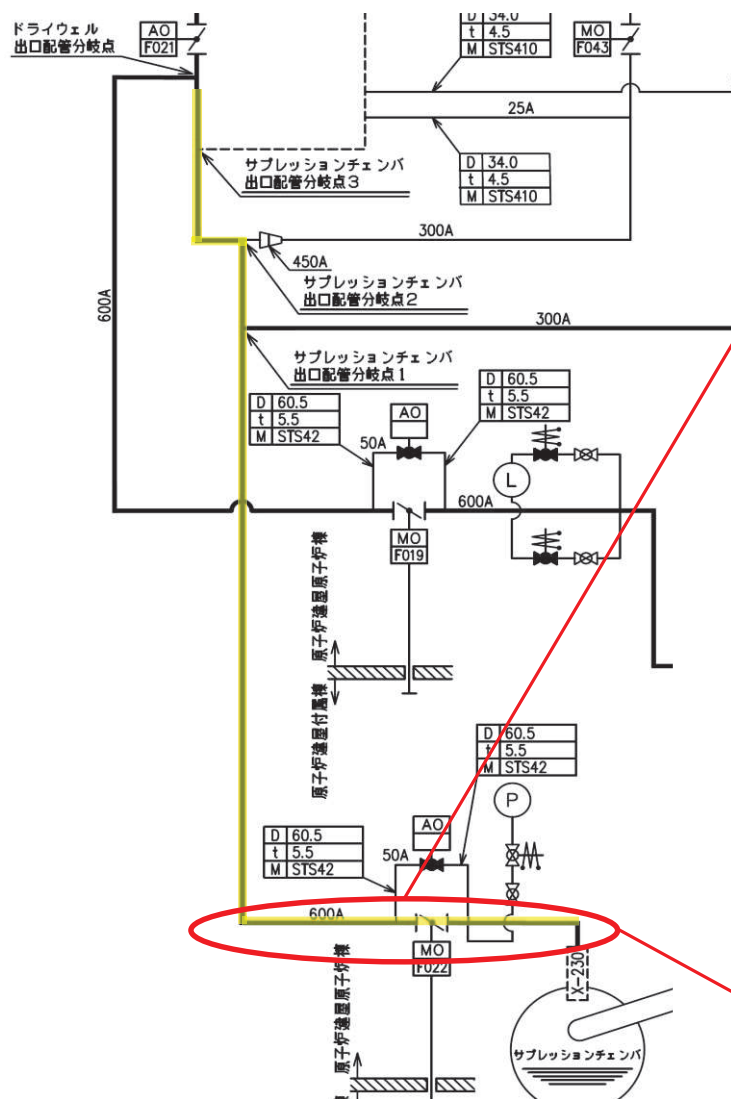 ドライウェル
出口配管分岐点
AO
F021
D 34.0
t 4.5
M STS410
MO
F043
25A
サプレッションチェンバ
出口配管分岐点3
D 34.0
t 4.5
M STS410
300A
450A
サプレッションチェンバ
出口配管分岐点2
600A
300A
サプレッションチェンバ
出口配管分岐点1
D 60.5
t 5.5
M STS42
AO
D 60.5
t 5.5
M STS42
50A
L
600A
MO
F019
原子炉建屋原子炉棟
原子炉建屋付属棟
D 60.5
t 5.5
M STS42
P
AO
D 60.5
t 5.5
M STS42
50A
600A
MO
F022
X-230
原子炉建屋原子炉棟
サプレッションチェンバ
棟